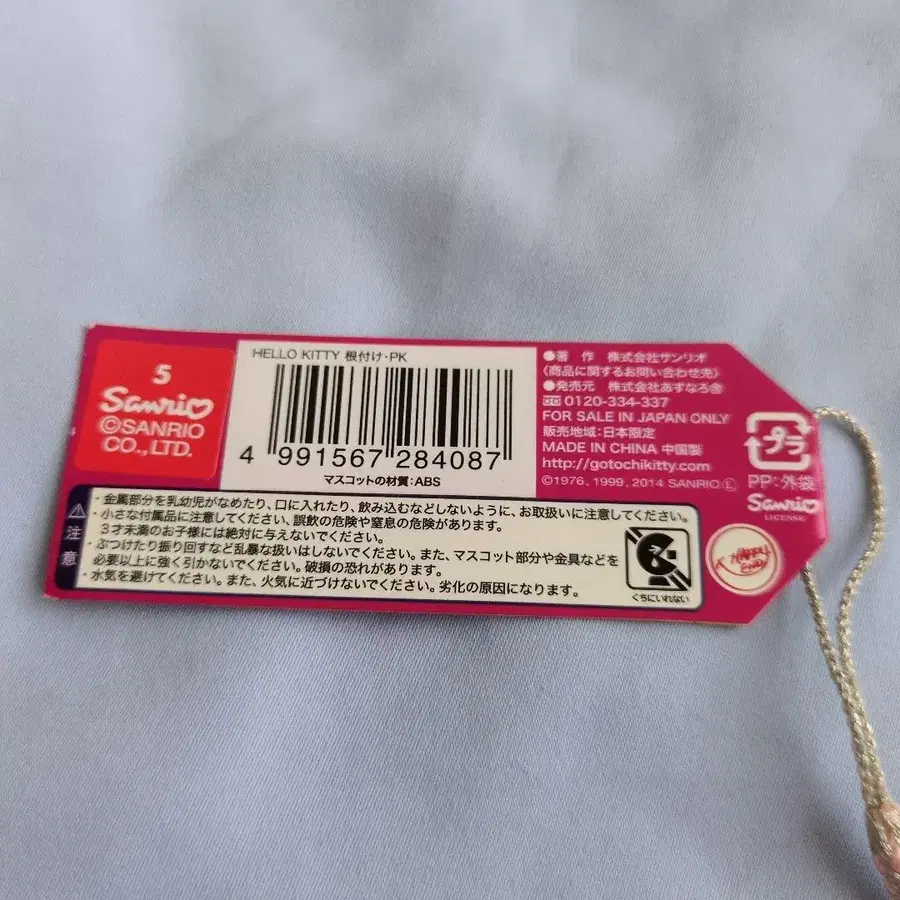 5
Sanrio
©SANRIO
CO., LTD.
HELLO KITTY 根付け・PK
4 991567 284087
マスコットの材質:ABS
●著 作 株式会社サンリオ
〈商品に関するお問い合わせ先〉
●発売元 株式会社あすなろ舎
0120-334-337
FOR SALE IN JAPAN ONLY
販売地域:日本限定
MADE IN CHINA 中国製
http://gotochikitty.com
©1976, 1999, 2014 SANRIO Ⓛ
プラ
PP:外袋
Sanrio
LICENSE
注意
・金属部分を乳幼児がなめたり、口に入れたり、飲み込むなどしないように、お取扱いに注意してください。
・小さな付属品に注意してください、誤飲の危険や窒息の危険があります。
3才未満のお子様には絶対に与えないでください。
・ぶつけたり振り回すなど乱暴な扱いはしないでください。また、マスコット部分や金具などを
必要以上に強く引かないでください。破損の恐れがあります。
・水気を避けてください。また、火気に近づけないでください。劣化の原因になります。
くちにいれない
HAPPY
END